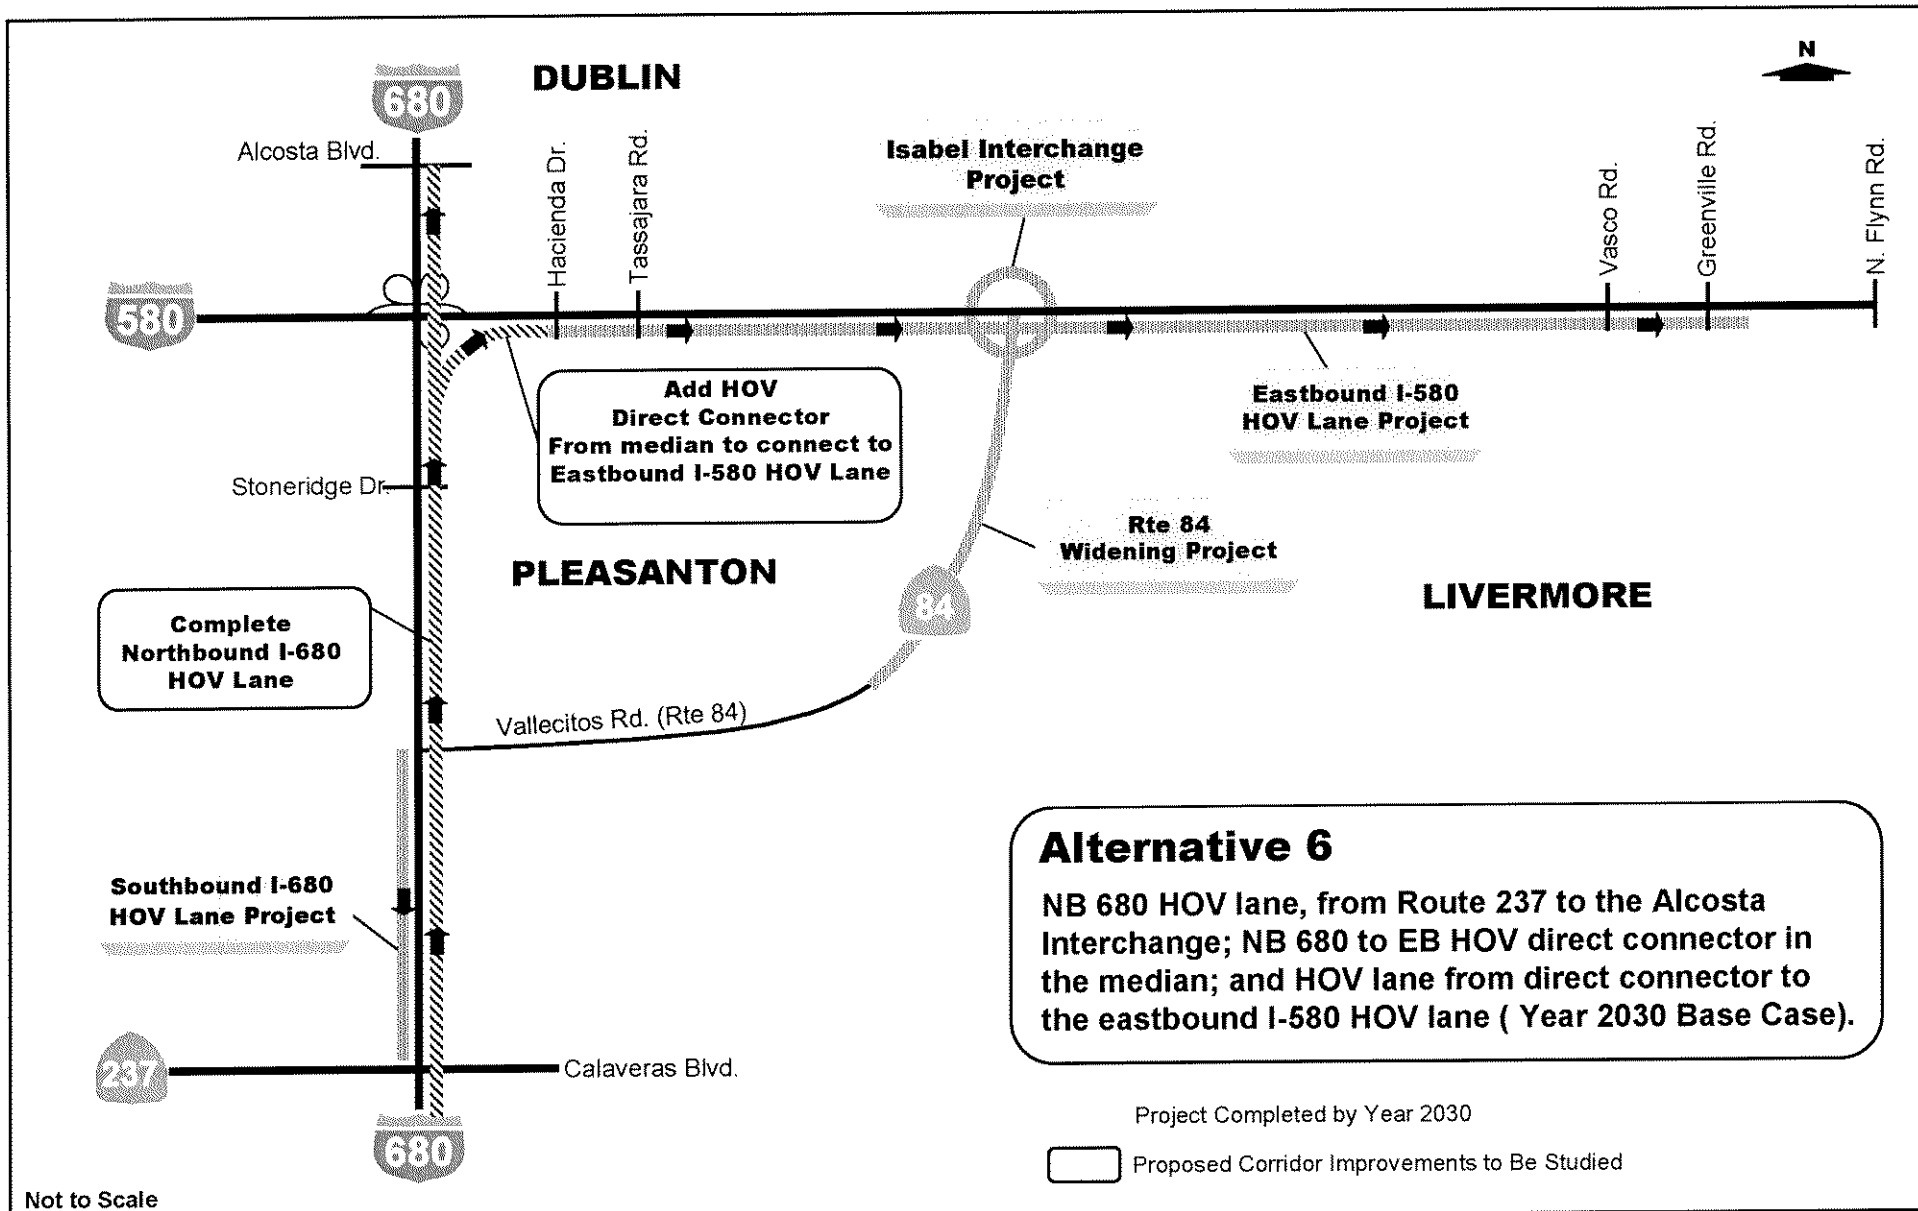 N
680
DUBLIN
Alcosta Blvd.
Hacienda Dr.
Tassajara Rd.
Isabel Interchange
Project
Vasco Rd.
Greenville Rd.
N. Flynn Rd.
580
Add HOV
Direct Connector
From median to connect to
Eastbound I-580 HOV Lane
Eastbound I-580
HOV Lane Project
Stoneridge Dr.
Rte 84
Widening Project
PLEASANTON
84
LIVERMORE
Complete
Northbound I-680
HOV Lane
Vallecitos Rd. (Rte 84)
Southbound I-680
HOV Lane Project
Alternative 6
NB 680 HOV lane, from Route 237 to the Alcosta
Interchange; NB 680 to EB HOV direct connector in
the median; and HOV lane from direct connector to
the eastbound I-580 HOV lane ( Year 2030 Base Case).
237
Calaveras Blvd.
680
Project Completed by Year 2030
Proposed Corridor Improvements to Be Studied
Not to Scale